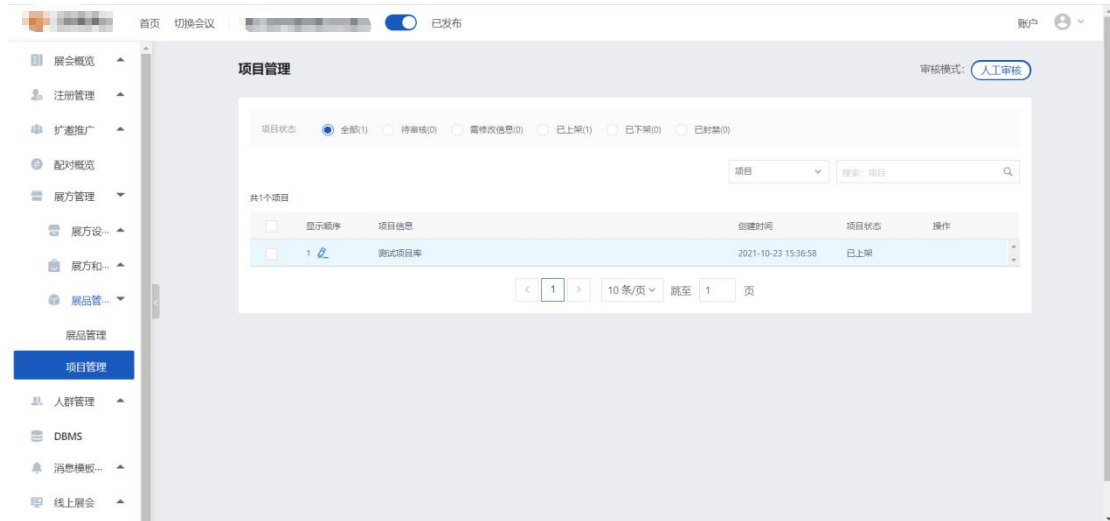 首页 切换会议 已发布 账户
展会概览
注册管理
扩邀推广
配对概览
展方管理
展方设...
展方和...
展品管...
展品管理
项目管理
人群管理
DBMS
消息模板...
线上展会
项目管理 审核模式: 人工审核
项目状态 全部(1) 待审核(0) 需修改信息(0) 已上架(1) 已下架(0) 已封禁(0)
项目 搜索: 项目
共1个项目
显示顺序 项目信息 创建时间 项目状态 操作
1 测试项目库 2021-10-23 15:36:58 已上架
< 1 > 10 条/页 跳至 1 页